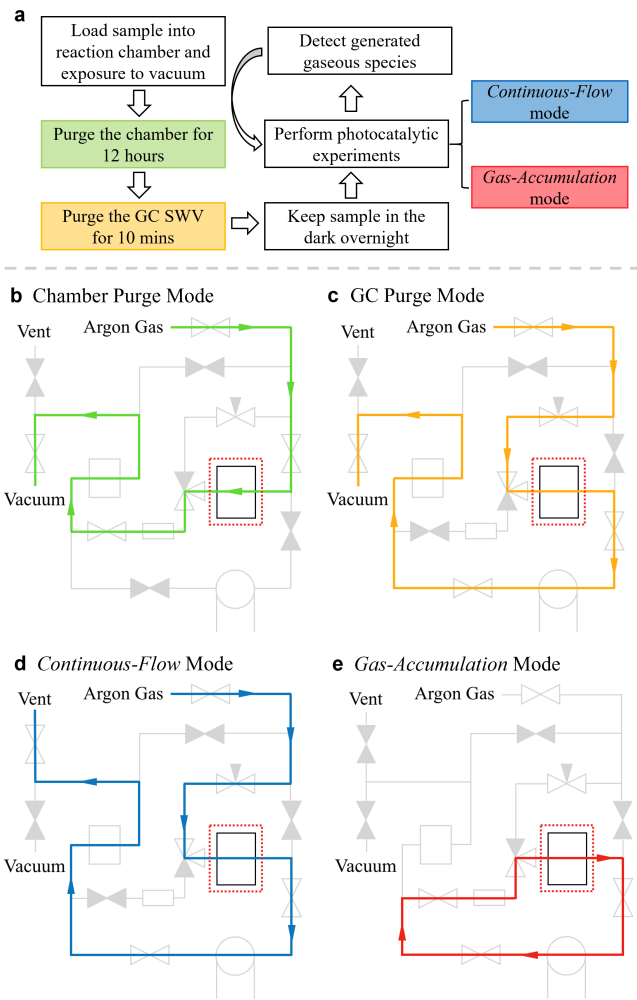 a
Load sample into
reaction chamber and
exposure to vacuum
Purge the chamber for
12 hours
Purge the GC SWV
for 10 mins
Keep sample in the
dark overnight
Perform photocatalytic
experiments
Detect generated
gaseous species
Continuous-Flow
mode
Gas-Accumulation
mode
b Chamber Purge Mode
Vent
Argon Gas
Vacuum
c GC Purge Mode
Vent
Argon Gas
Vacuum
d Continuous-Flow Mode
Vent
Argon Gas
Vacuum
e Gas-Accumulation Mode
Vent
Argon Gas
Vacuum